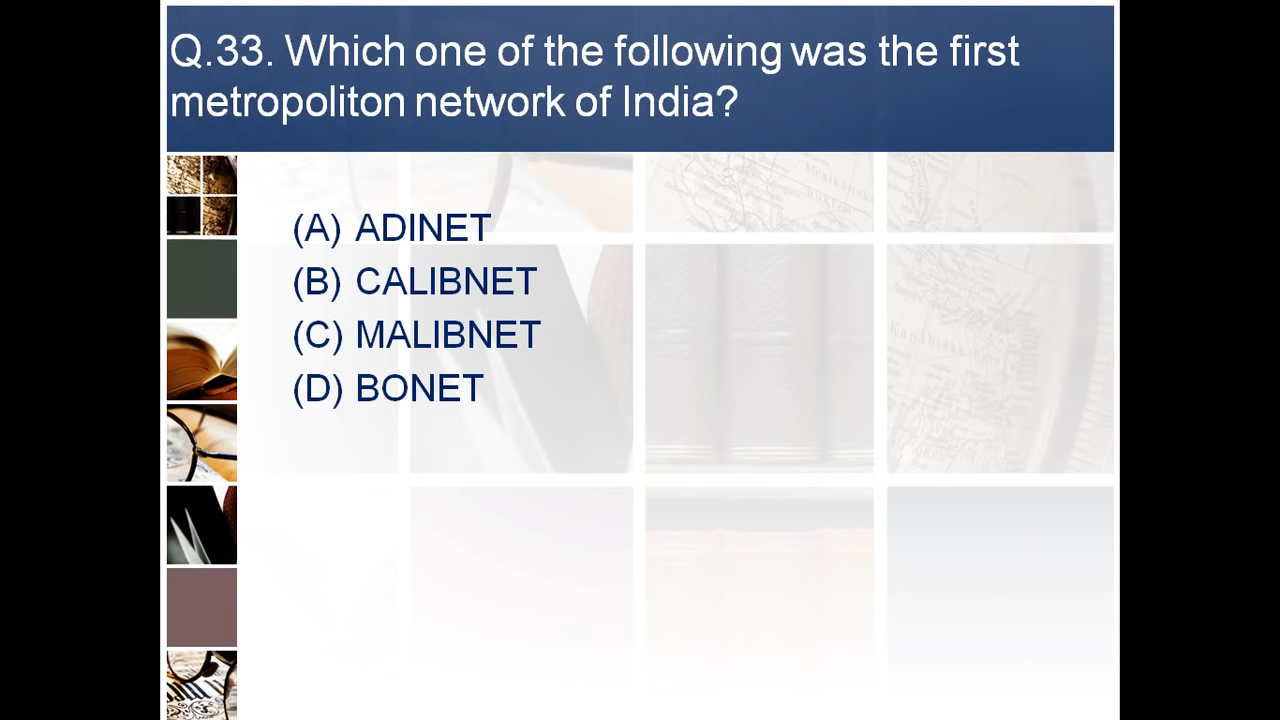 Q.33. Which one of the following was the first
metropoliton network of India?
(A) ADINET
(B) CALIBNET
(C) MALIBNET
(D) BONET